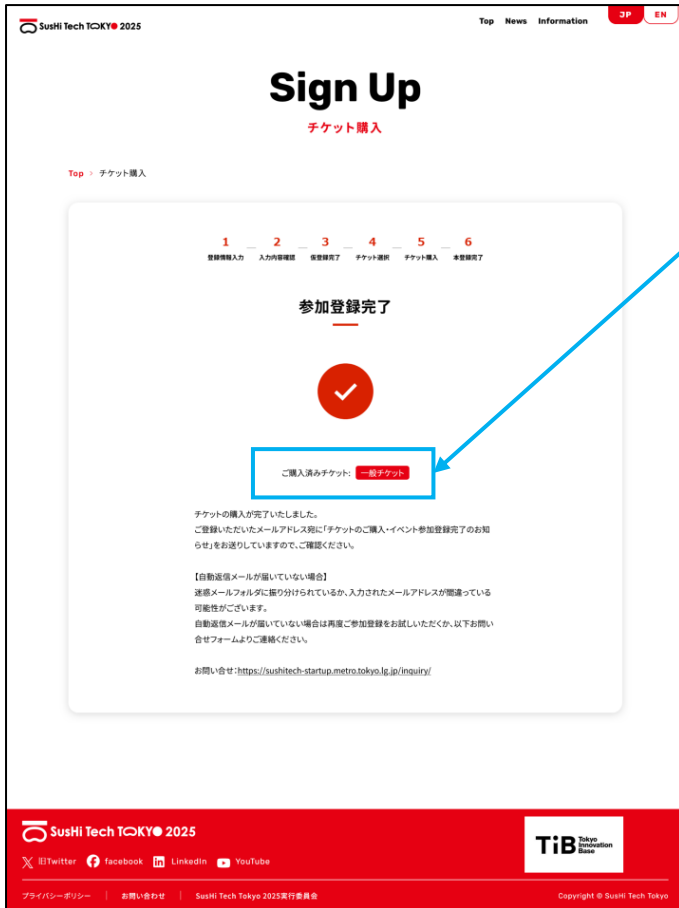 SusHi Tech TOKYO 2025
Top News Information JP EN
Sign Up
チケット購入
Top › チケット購入
1 2 3 4 5 6
登録情報入力 入力内容確認 仮登録完了 チケット選択 チケット購入 本登録完了
参加登録完了
ご購入済みチケット: 一般チケット
チケットの購入が完了いたしました。
ご登録いただいたメールアドレス宛に「チケットのご購入・イベント参加登録完了のお知
らせ」をお送りしていますので、ご確認ください。
【自動返信メールが届いていない場合】
迷惑メールフォルダに振り分けられているか、入力されたメールアドレスが間違っている
可能性がございます。
自動返信メールが届いていない場合は再度ご参加登録をお試しいただくか、以下お問い
合せフォームよりご連絡ください。
お問い合せ：https://sushitech-startup.metro.tokyo.lg.jp/inquiry/
SusHi Tech TOKYO 2025
旧Twitter facebook LinkedIn YouTube
TiB Tokyo
Innovation
Base
プライバシーポリシー | お問い合わせ | SusHi Tech Tokyo 2025実行委員会
Copyright © SusHi Tech Tokyo